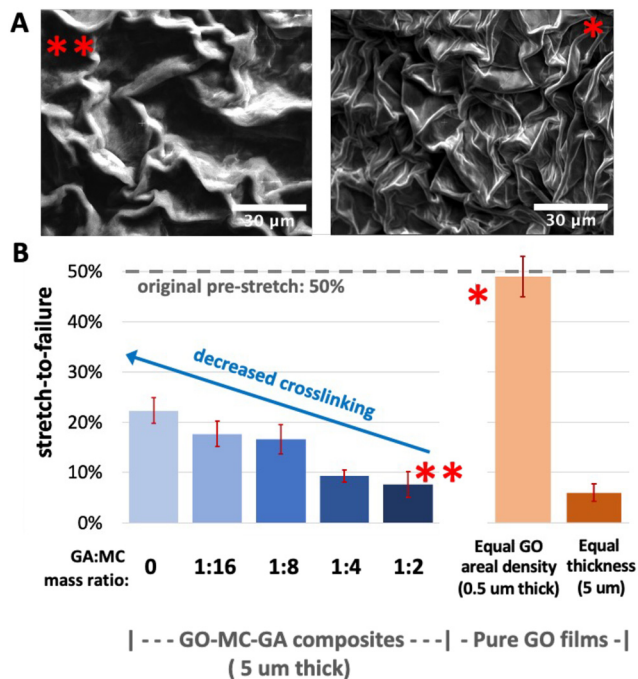 A
**
*
30 μm
30 μm
B
stretch-to-failure
50%
40%
30%
20%
10%
0%
original pre-stretch: 50%
decreased crosslinking
*
**
GA:MC
mass ratio:
0
1:16
1:8
1:4
1:2
Equal GO
areal density
(0.5 um thick)
Equal
thickness
(5 um)
| - - - GO-MC-GA composites - - - | - Pure GO films - |
( 5 um thick)